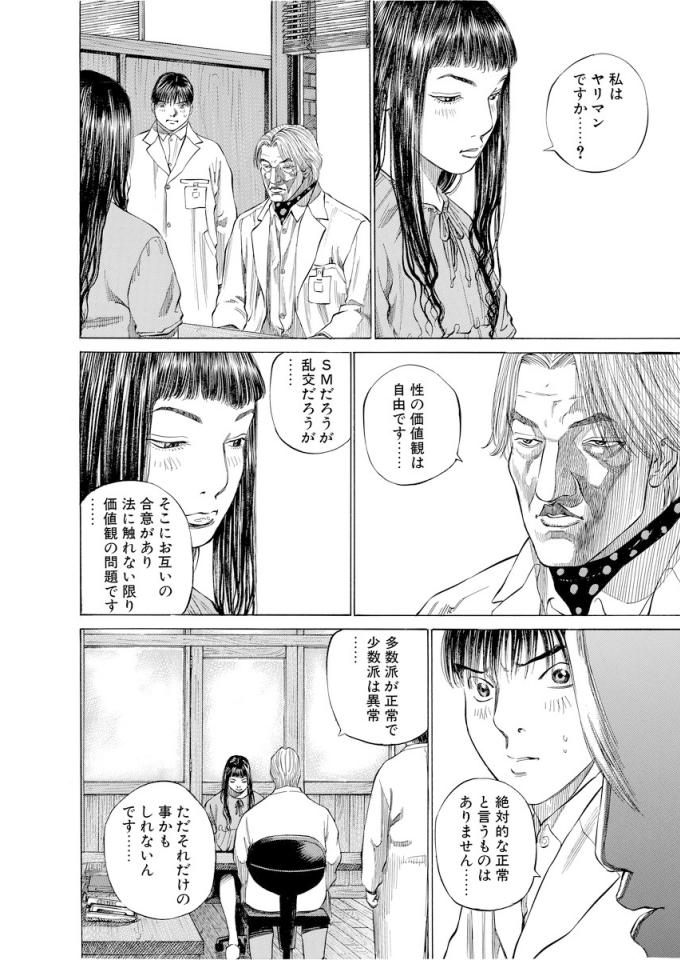 私は
ヤリマン
ですか……？
性の価値観は
自由です……
ＳＭだろうが
乱交だろうが
……
そこにお互いの
合意があり
法に触れない限り
価値観の問題です
……
絶対的な正常
と言うものは
ありません……
多数派が正常で
少数派は異常
……
ただそれだけの
事かも
しれないん
です……